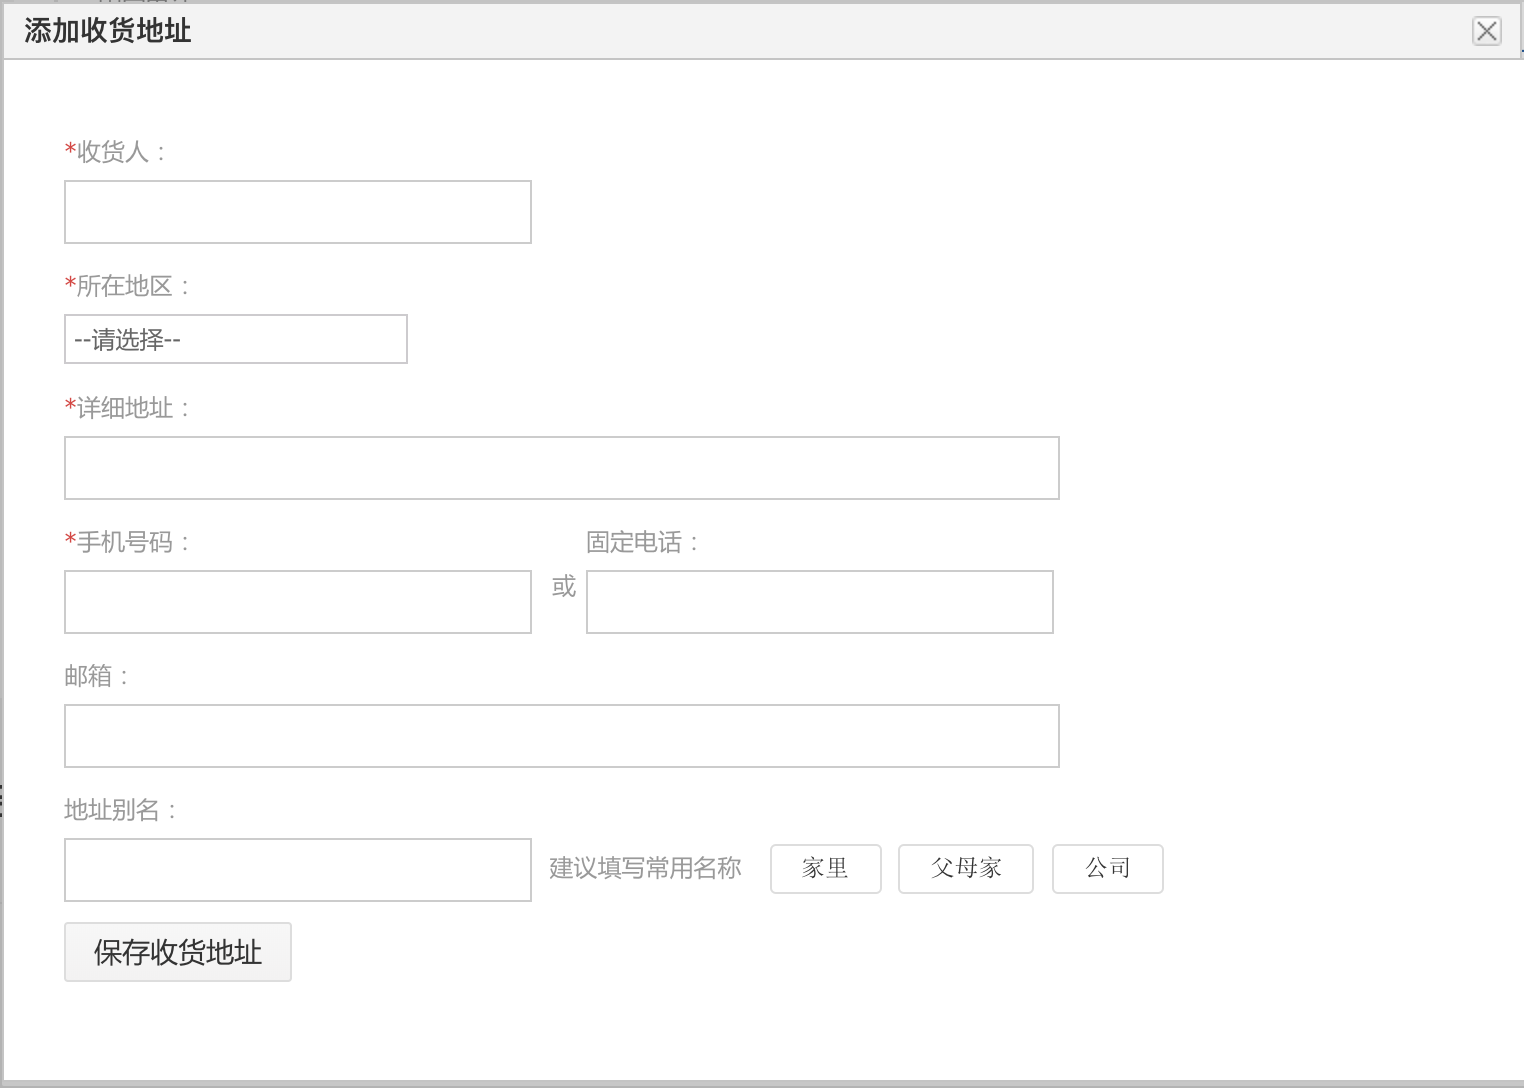 添加收货地址
*收货人：
*所在地区：
--请选择--
*详细地址：
*手机号码：
固定电话：
或
邮箱：
地址别名：
建议填写常用名称 家里 父母家 公司
保存收货地址